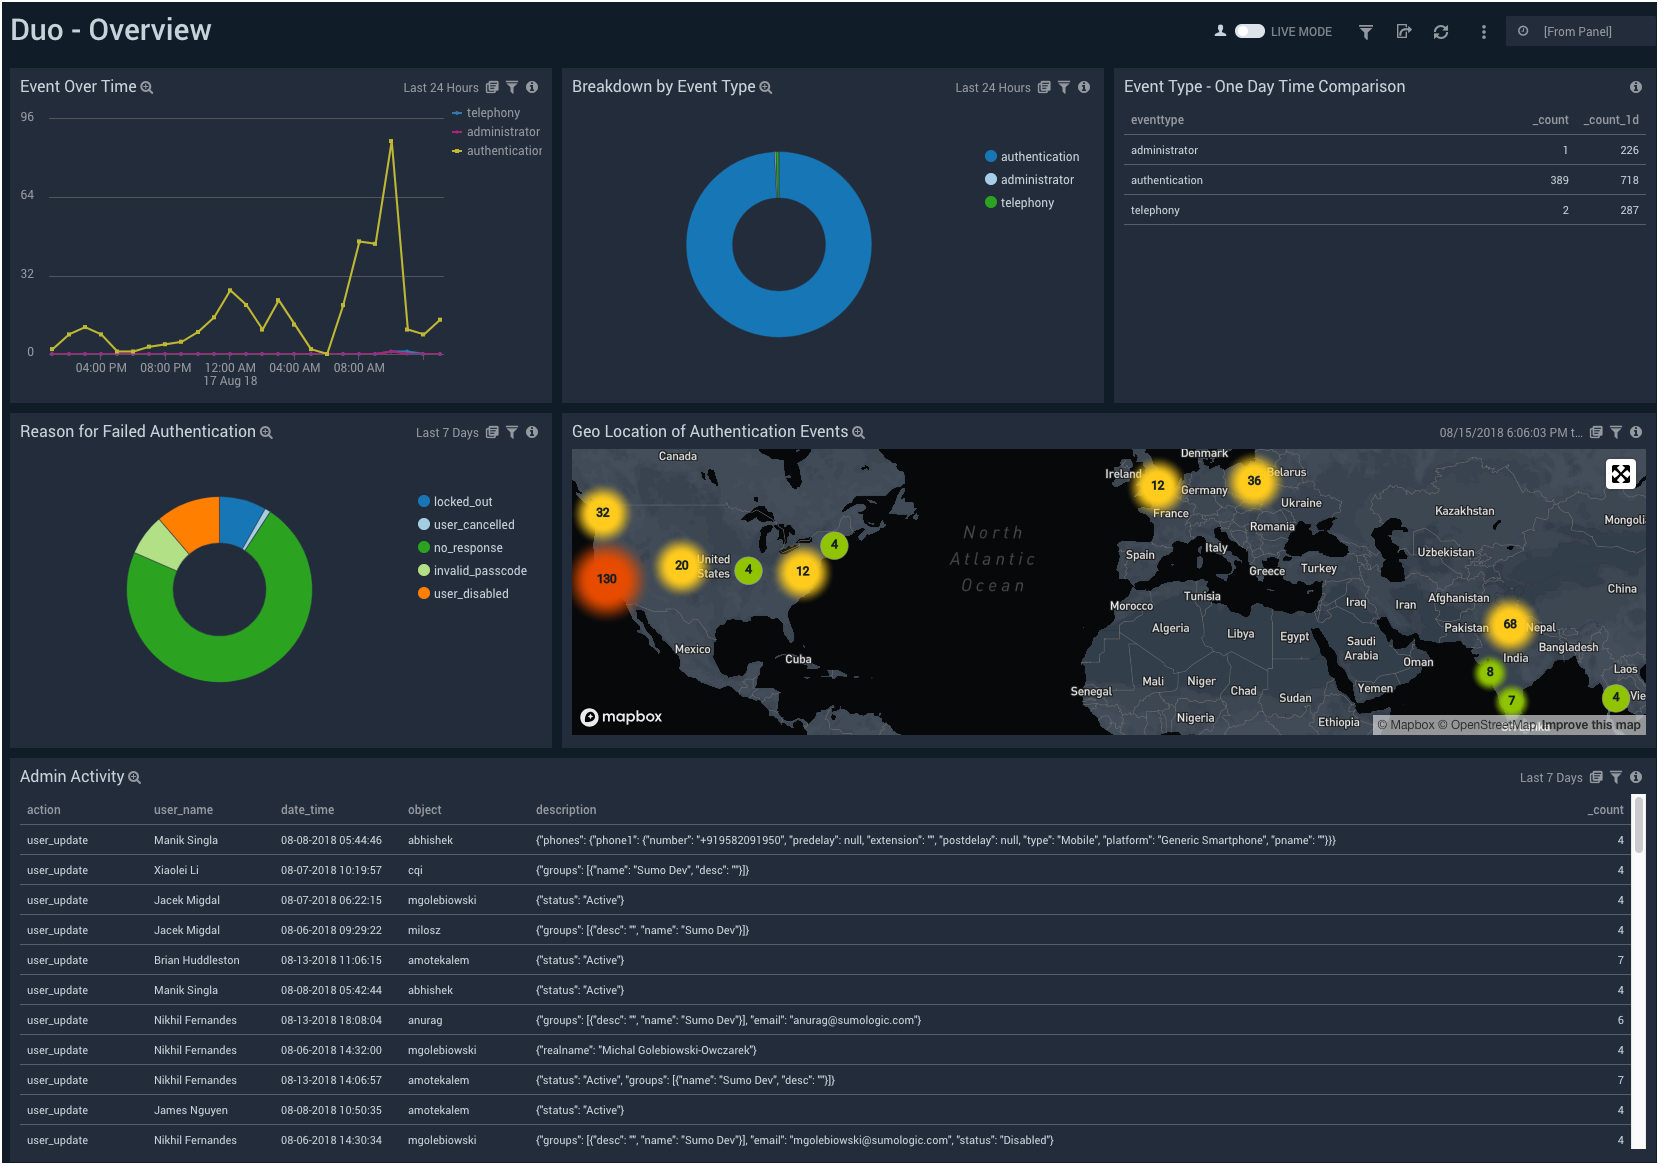 Duo - Overview
LIVE MODE
[From Panel]
Event Over Time
Last 24 Hours
96
64
32
0
telephony
administrator
authentication
04:00 PM 08:00 PM 12:00 AM 04:00 AM 08:00 AM
17 Aug 18
Breakdown by Event Type
Last 24 Hours
authentication
administrator
telephony
Event Type - One Day Time Comparison
eventtype _count _count_1d
administrator 1 226
authentication 389 718
telephony 2 287
Reason for Failed Authentication
Last 7 Days
locked_out
user_cancelled
no_response
invalid_passcode
user_disabled
Geo Location of Authentication Events
08/15/2018 6:06:03 PM t...
Canada
Denmark
Ireland
Belarus
12
36
Germany
Ukraine
32
France
Kazakhstan
Mongoli
North
Atlantic
Ocean
Romania
4
Spain
Italy
Uzbekistan
United
States
20
4
12
130
Greece
Turkey
China
Tunisia
Morocco
Iraq
Iran
Afghanistan
Algeria
Libya
Egypt
Pakistan
68
Nepal
Saudi
Arabia
Bangladesh
Mexico
Cuba
Oman
India
Laos
8
Mali
Niger
Chad
Senegal
Sudan
Yemen
7
4
Vie
Nigeria
Ethiopia
mapbox
© Mapbox © OpenStreetMap Improve this map
Admin Activity
Last 7 Days
action user_name date_time object description _count
user_update Manik Singla 08-08-2018 05:44:46 abhishek {"phones": {"phone1": {"number": "+919582091950", "predelay": null, "extension": "", "postdelay": null, "type": "Mobile", "platform": "Generic Smartphone", "pname": ""}}} 4
user_update Xiaolei Li 08-07-2018 10:19:57 cqi {"groups": [{"name": "Sumo Dev", "desc": ""}]} 4
user_update Jacek Migdal 08-07-2018 06:22:15 mgolebiowski {"status": "Active"} 4
user_update Jacek Migdal 08-06-2018 09:29:22 milosz {"groups": [{"desc": "", "name": "Sumo Dev"}]} 4
user_update Brian Huddleston 08-13-2018 11:06:15 amotekalem {"status": "Active"} 7
user_update Manik Singla 08-08-2018 05:42:44 abhishek {"status": "Active"} 4
user_update Nikhil Fernandes 08-13-2018 18:08:04 anurag {"groups": [{"desc": "", "name": "Sumo Dev"}], "email": "anurag@sumologic.com"} 6
user_update Nikhil Fernandes 08-06-2018 14:32:00 mgolebiowski {"realname": "Michal Golebiowski-Owczarek"} 4
user_update Nikhil Fernandes 08-13-2018 14:06:57 amotekalem {"status": "Active", "groups": [{"name": "Sumo Dev", "desc": ""}]} 7
user_update James Nguyen 08-08-2018 10:50:35 amotekalem {"status": "Active"} 4
user_update Nikhil Fernandes 08-06-2018 14:30:34 mgolebiowski {"groups": [{"desc": "", "name": "Sumo Dev"}], "email": "mgolebiowski@sumologic.com", "status": "Disabled"} 4